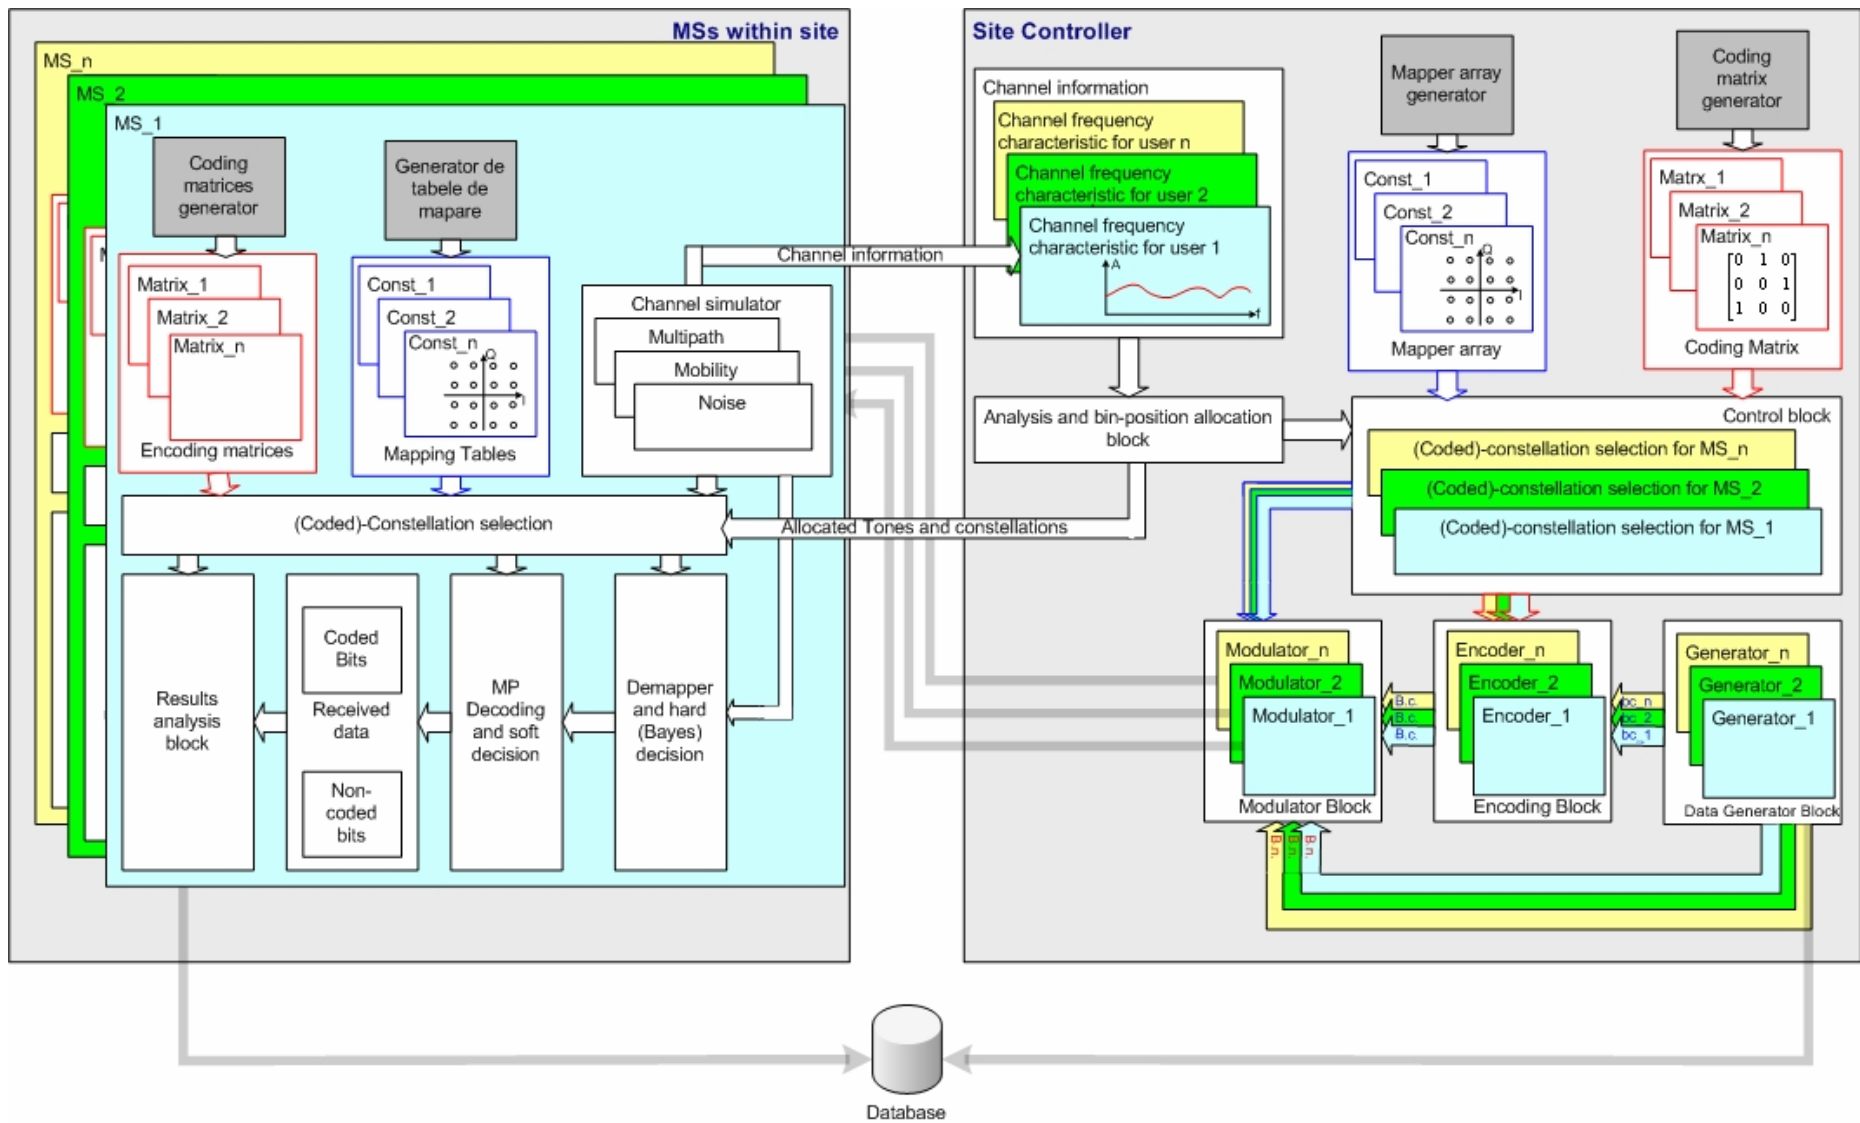 MSs within site
MS_n
MS_2
MS_1
Coding
matrices
generator
Generator de
tabele de
mapare
Matrix_1
Matrix_2
Matrix_n
Encoding matrices
Const_1
Const_2
Const_n
Q
I
Mapping Tables
Channel simulator
Multipath
Mobility
Noise
(Coded)-Constellation selection
Results
analysis
block
Coded
Bits
Received
data
Non-
coded
bits
MP
Decoding
and soft
decision
Demapper
and hard
(Bayes)
decision
Channel information
Allocated Tones and constellations
Site Controller
Channel information
Channel frequency
characteristic for user n
Channel frequency
characteristic for user 2
Channel frequency
characteristic for user 1
A
f
Mapper array
generator
Const_1
Const_2
Const_n
Q
I
Mapper array
Coding
matrix
generator
Matrx_1
Matrix_2
Matrix_n
0 1 0
0 0 1
1 0 0
Coding Matrix
Analysis and bin-position allocation
block
Control block
(Coded)-constellation selection for MS_n
(Coded)-constellation selection for MS_2
(Coded)-constellation selection for MS_1
Modulator_n
Modulator_2
Modulator_1
Modulator Block
B.c.
B.c.
B.c.
Encoder_n
Encoder_2
Encoder_1
Encoding Block
bc_n
bc_2
bc_1
Generator_n
Generator_2
Generator_1
Data Generator Block
B.n.
B.n.
B.n.
Database